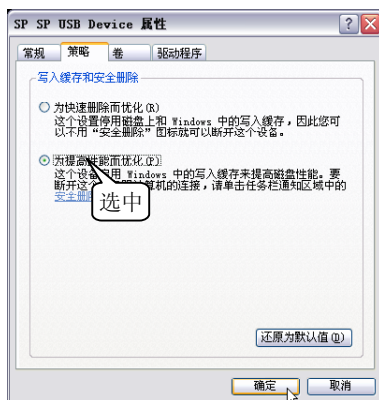 SP SP USB Device 属性
常规 策略 卷 驱动程序
写入缓存和安全删除
为快速删除而优化(R)
这个设置停用磁盘上和 Windows 中的写入缓存，因此您可
以不用“安全删除”图标就可以断开这个设备。
为提高性能而优化(P)
这个设 用 Windows 中的写入缓存来提高磁盘性能。要
断开这个 算机的连接，请单击任务栏通知区域中的
安全删
选中
还原为默认值(D)
确定 取消